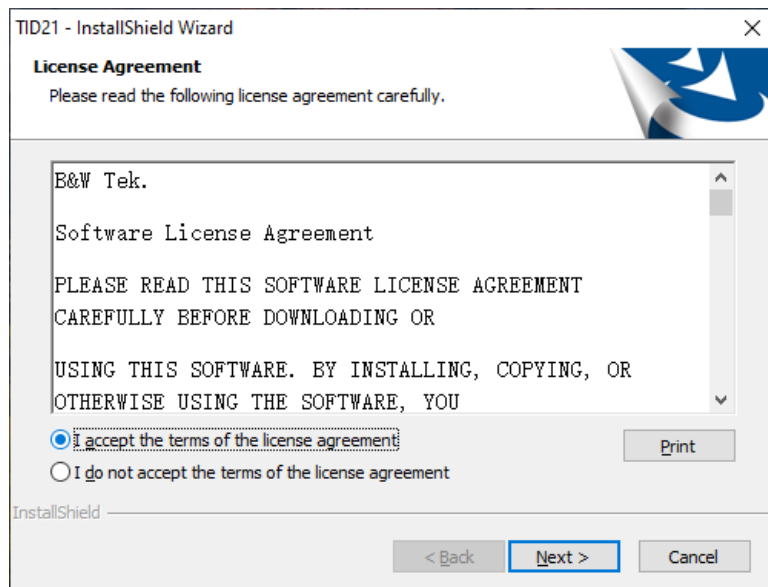 TID21 - InstallShield Wizard
License Agreement
Please read the following license agreement carefully.
B&W Tek.
Software License Agreement
PLEASE READ THIS SOFTWARE LICENSE AGREEMENT
CAREFULLY BEFORE DOWNLOADING OR
USING THIS SOFTWARE. BY INSTALLING, COPYING, OR
OTHERWISE USING THE SOFTWARE, YOU
I accept the terms of the license agreement
Print
I do not accept the terms of the license agreement
InstallShield
< Back
Next >
Cancel